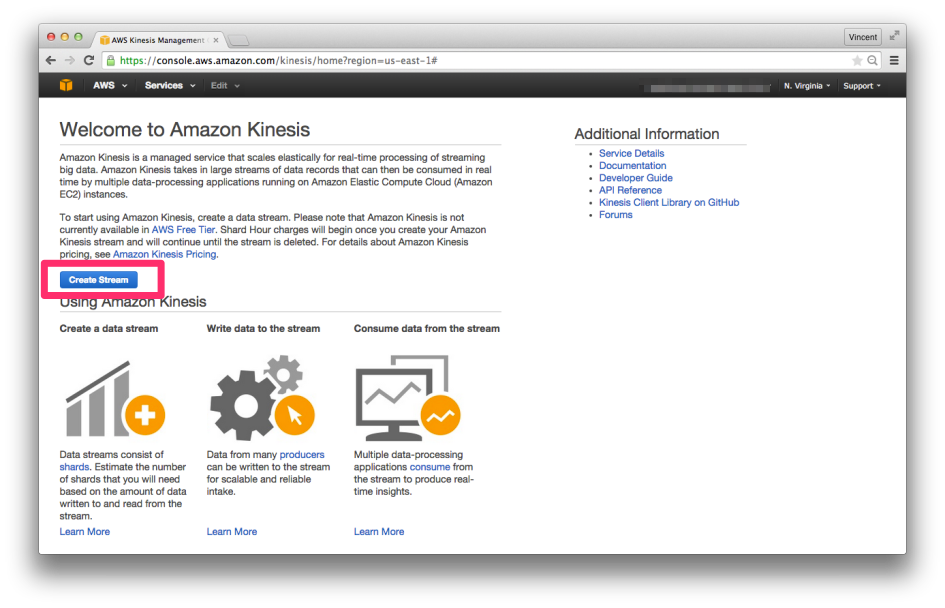 AWS Kinesis Management
Vincent
https://console.aws.amazon.com/kinesis/home?region=us-east-1#
AWS
Services
Edit
N. Virginia
Support
Welcome to Amazon Kinesis
Amazon Kinesis is a managed service that scales elastically for real-time processing of streaming
big data. Amazon Kinesis takes in large streams of data records that can then be consumed in real
time by multiple data-processing applications running on Amazon Elastic Compute Cloud (Amazon
EC2) instances.
To start using Amazon Kinesis, create a data stream. Please note that Amazon Kinesis is not
currently available in AWS Free Tier. Shard Hour charges will begin once you create your Amazon
Kinesis stream and will continue until the stream is deleted. For details about Amazon Kinesis
pricing, see Amazon Kinesis Pricing.
Create Stream
Using Amazon Kinesis
Create a data stream
Data streams consist of
shards. Estimate the number
of shards that you will need
based on the amount of data
written to and read from the
stream.
Learn More
Write data to the stream
Data from many producers
can be written to the stream
for scalable and reliable
intake.
Learn More
Consume data from the stream
Multiple data-processing
applications consume from
the stream to produce real-
time insights.
Learn More
Additional Information
• Service Details
• Documentation
• Developer Guide
• API Reference
• Kinesis Client Library on GitHub
• Forums